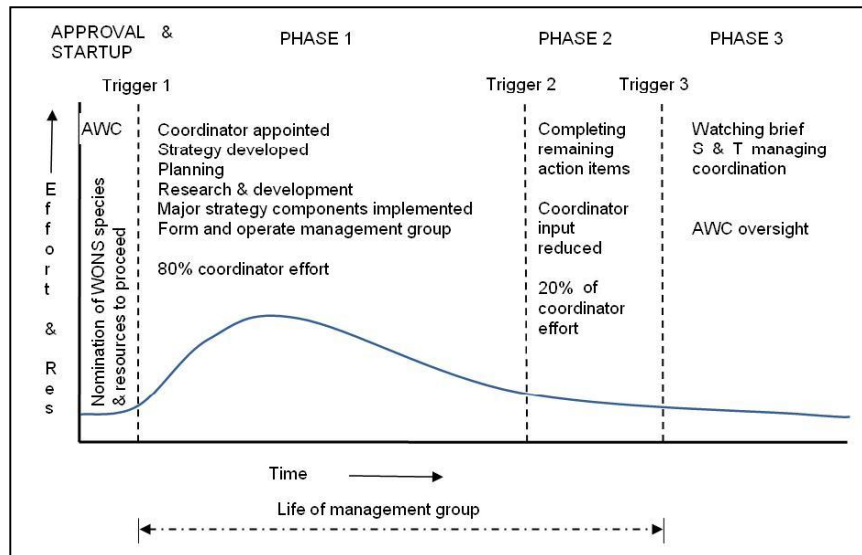 APPROVAL &
STARTUP
PHASE 1
PHASE 2
PHASE 3
Trigger 1
Trigger 2
Trigger 3
Effort & Res
AWC
Nomination of WONS species
& resources to proceed
Coordinator appointed
Strategy developed
Planning
Research & development
Major strategy components implemented
Form and operate management group
80% coordinator effort
Completing
remaining
action items
Coordinator
input
reduced
20% of
coordinator
effort
Watching brief
S & T managing
coordination
AWC oversight
Time
Life of management group